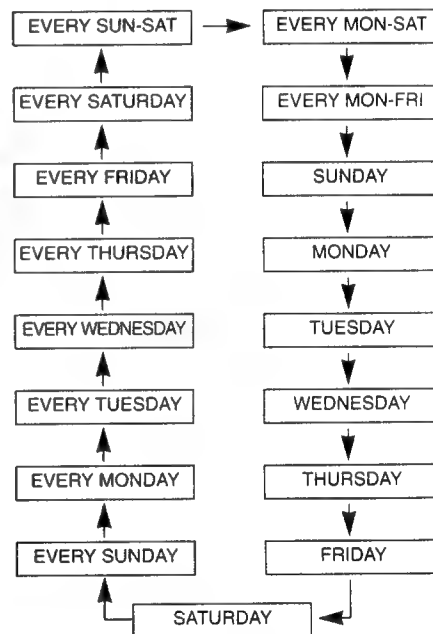 EVERY SUN-SAT
EVERY MON-SAT
EVERY SATURDAY
EVERY MON-FRI
EVERY FRIDAY
SUNDAY
EVERY THURSDAY
MONDAY
EVERY WEDNESDAY
TUESDAY
EVERY TUESDAY
WEDNESDAY
EVERY MONDAY
THURSDAY
EVERY SUNDAY
FRIDAY
SATURDAY